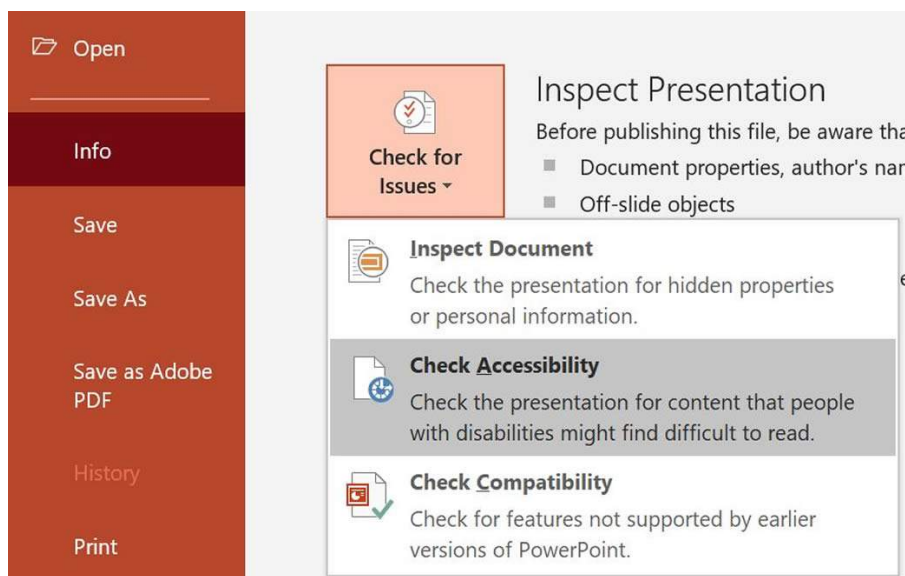 Open
Info
Save
Save As
Save as Adobe
PDF
History
Print
Check for
Issues
Inspect Presentation
Before publishing this file, be aware
Document properties, author's
Off-slide objects
Inspect Document
Check the presentation for hidden properties
or personal information.
Check Accessibility
Check the presentation for content that people
with disabilities might find difficult to read.
Check Compatibility
Check for features not supported by earlier
versions of PowerPoint.